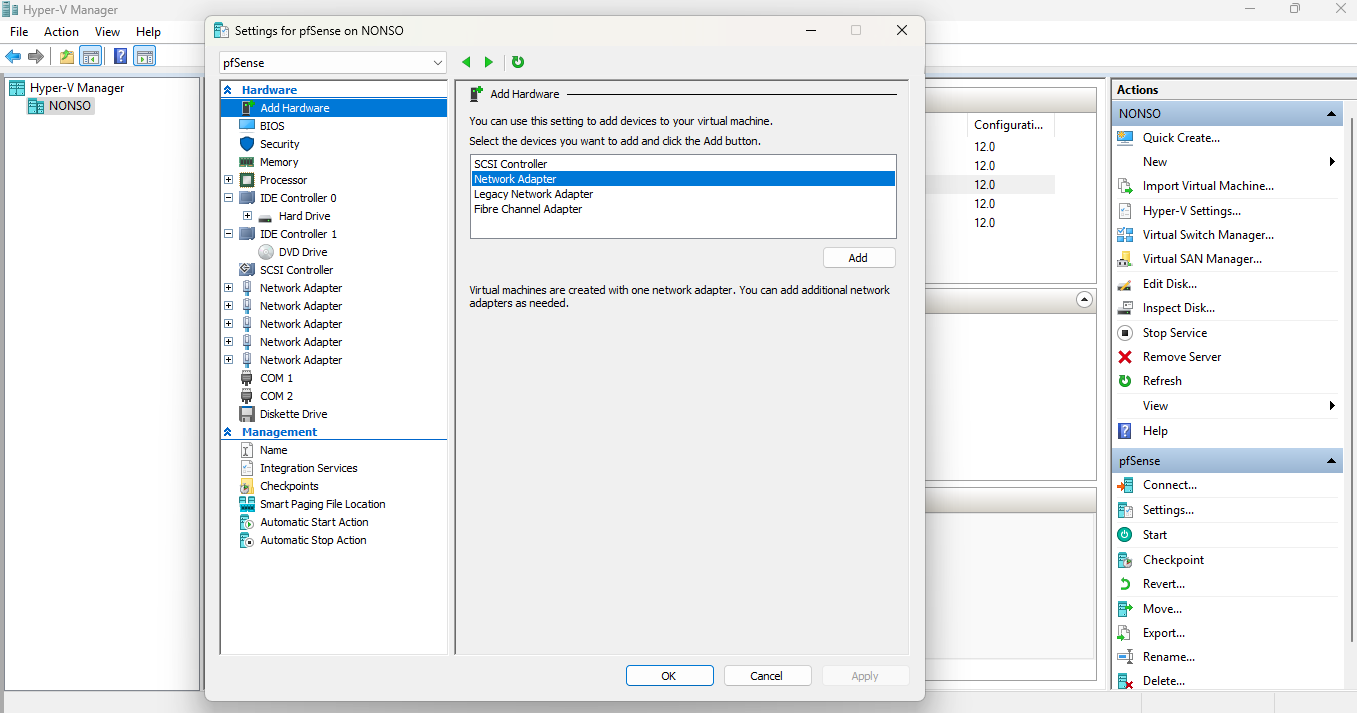 Hyper-V Manager
File Action View Help
Hyper-V Manager
NONSO
Settings for pfSense on NONSO
pfSense
Hardware
Add Hardware
BIOS
Security
Memory
Processor
IDE Controller 0
Hard Drive
IDE Controller 1
DVD Drive
SCSI Controller
Network Adapter
Network Adapter
Network Adapter
Network Adapter
Network Adapter
COM 1
COM 2
Diskette Drive
Management
Name
Integration Services
Checkpoints
Smart Paging File Location
Automatic Start Action
Automatic Stop Action
Add Hardware
You can use this setting to add devices to your virtual machine.
Select the devices you want to add and click the Add button.
SCSI Controller
Network Adapter
Legacy Network Adapter
Fibre Channel Adapter
Add
Virtual machines are created with one network adapter. You can add additional network
adapters as needed.
OK Cancel Apply
Configurati...
12.0
12.0
12.0
12.0
12.0
Actions
NONSO
Quick Create...
New
Import Virtual Machine...
Hyper-V Settings...
Virtual Switch Manager...
Virtual SAN Manager...
Edit Disk...
Inspect Disk...
Stop Service
Remove Server
Refresh
View
Help
pfSense
Connect...
Settings...
Start
Checkpoint
Revert...
Move...
Export...
Rename...
Delete...